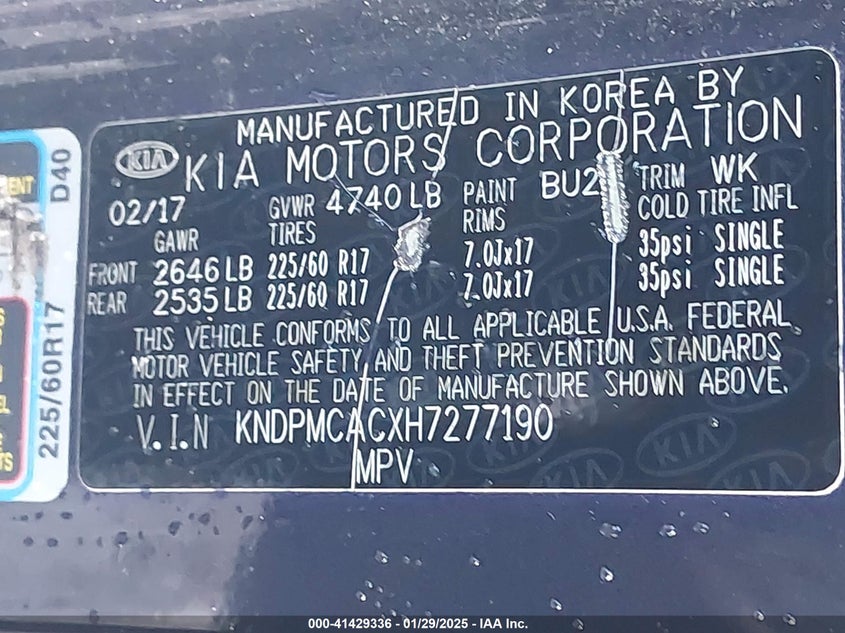 MANUFACTURED IN KOREA BY
KIA KIA MOTORS CORPORATION
02/17 GVWR 4740 LB PAINT BU2 TRIM WK
GAWR TIRES RIMS COLD TIRE INFL
FRONT 2646 LB 225/60 R17 7.0Jx17 35psi SINGLE
REAR 2535 LB 225/60 R17 7.0Jx17 35psi SINGLE
THIS VEHICLE CONFORMS TO ALL APPLICABLE U.S.A. FEDERAL
MOTOR VEHICLE SAFETY AND THEFT PREVENTION STANDARDS
IN EFFECT ON THE DATE OF MANUFACTURE SHOWN ABOVE.
V.I.N KNDPMCACXH7277190
MPV
D40
225/60R17
000-41429336 - 01/29/2025 - IAA Inc.